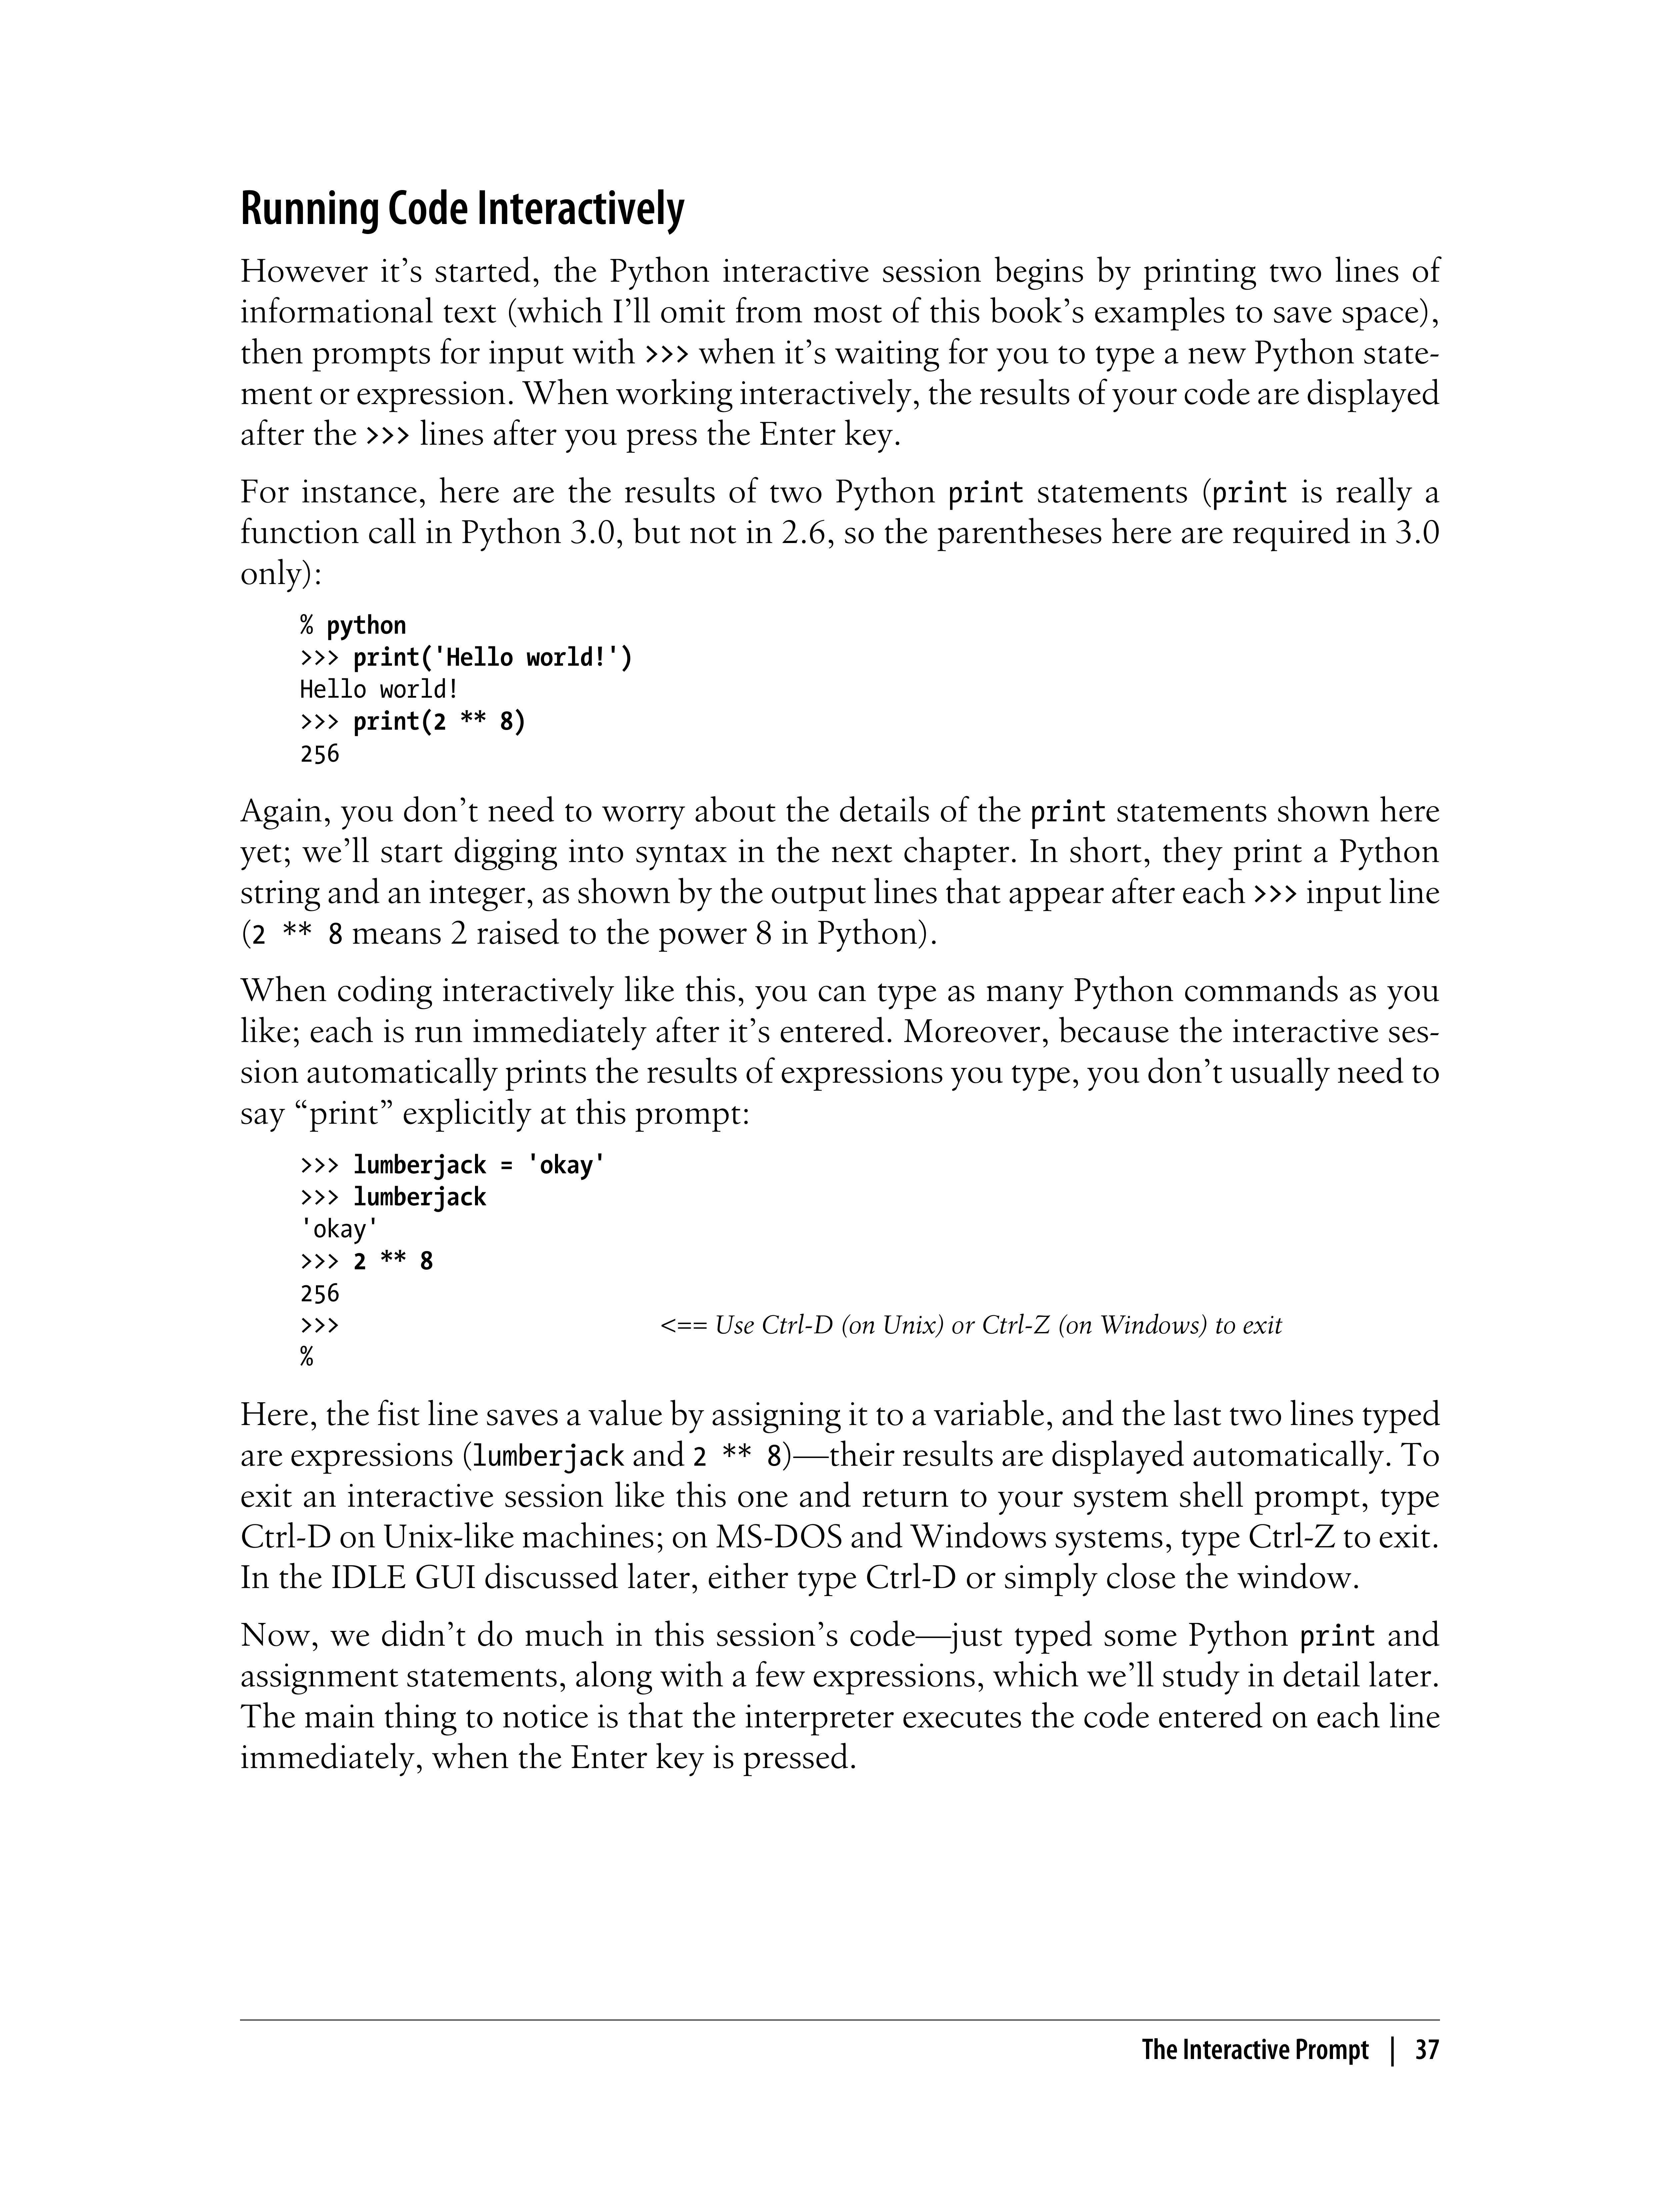 Running Code Interactively
However it’s started, the Python interactive session begins by printing two lines of
informational text (which I’ll omit from most of this book’s examples to save space),
then prompts for input with >>> when it’s waiting for you to type a new Python state-
ment or expression. When working interactively, the results of your code are displayed
after the >>> lines after you press the Enter key.
For instance, here are the results of two Python print statements (print is really a
function call in Python 3.0, but not in 2.6, so the parentheses here are required in 3.0
only):
% python
>>> print('Hello world!')
Hello world!
>>> print(2 ** 8)
256
Again, you don’t need to worry about the details of the print statements shown here
yet; we’ll start digging into syntax in the next chapter. In short, they print a Python
string and an integer, as shown by the output lines that appear after each >>> input line
(2 ** 8 means 2 raised to the power 8 in Python).
When coding interactively like this, you can type as many Python commands as you
like; each is run immediately after it’s entered. Moreover, because the interactive ses-
sion automatically prints the results of expressions you type, you don’t usually need to
say “print” explicitly at this prompt:
>>> lumberjack = 'okay'
>>> lumberjack
'okay'
>>> 2 ** 8
256
>>> <== Use Ctrl-D (on Unix) or Ctrl-Z (on Windows) to exit
%
Here, the fist line saves a value by assigning it to a variable, and the last two lines typed
are expressions (lumberjack and 2 ** 8)—their results are displayed automatically. To
exit an interactive session like this one and return to your system shell prompt, type
Ctrl-D on Unix-like machines; on MS-DOS and Windows systems, type Ctrl-Z to exit.
In the IDLE GUI discussed later, either type Ctrl-D or simply close the window.
Now, we didn’t do much in this session’s code—just typed some Python print and
assignment statements, along with a few expressions, which we’ll study in detail later.
The main thing to notice is that the interpreter executes the code entered on each line
immediately, when the Enter key is pressed.
The Interactive Prompt | 37